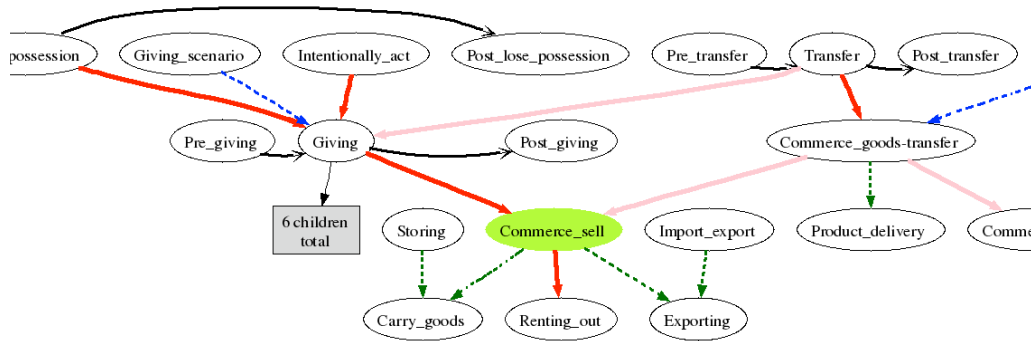 possession
Giving_scenario
Intentionally_act
Post_lose_possession
Pre_transfer
Transfer
Post_transfer
Pre_giving
Giving
Post_giving
Commerce_goods-transfer
6 children
total
Storing
Commerce_sell
Import_export
Product_delivery
Comme
Carry_goods
Renting_out
Exporting